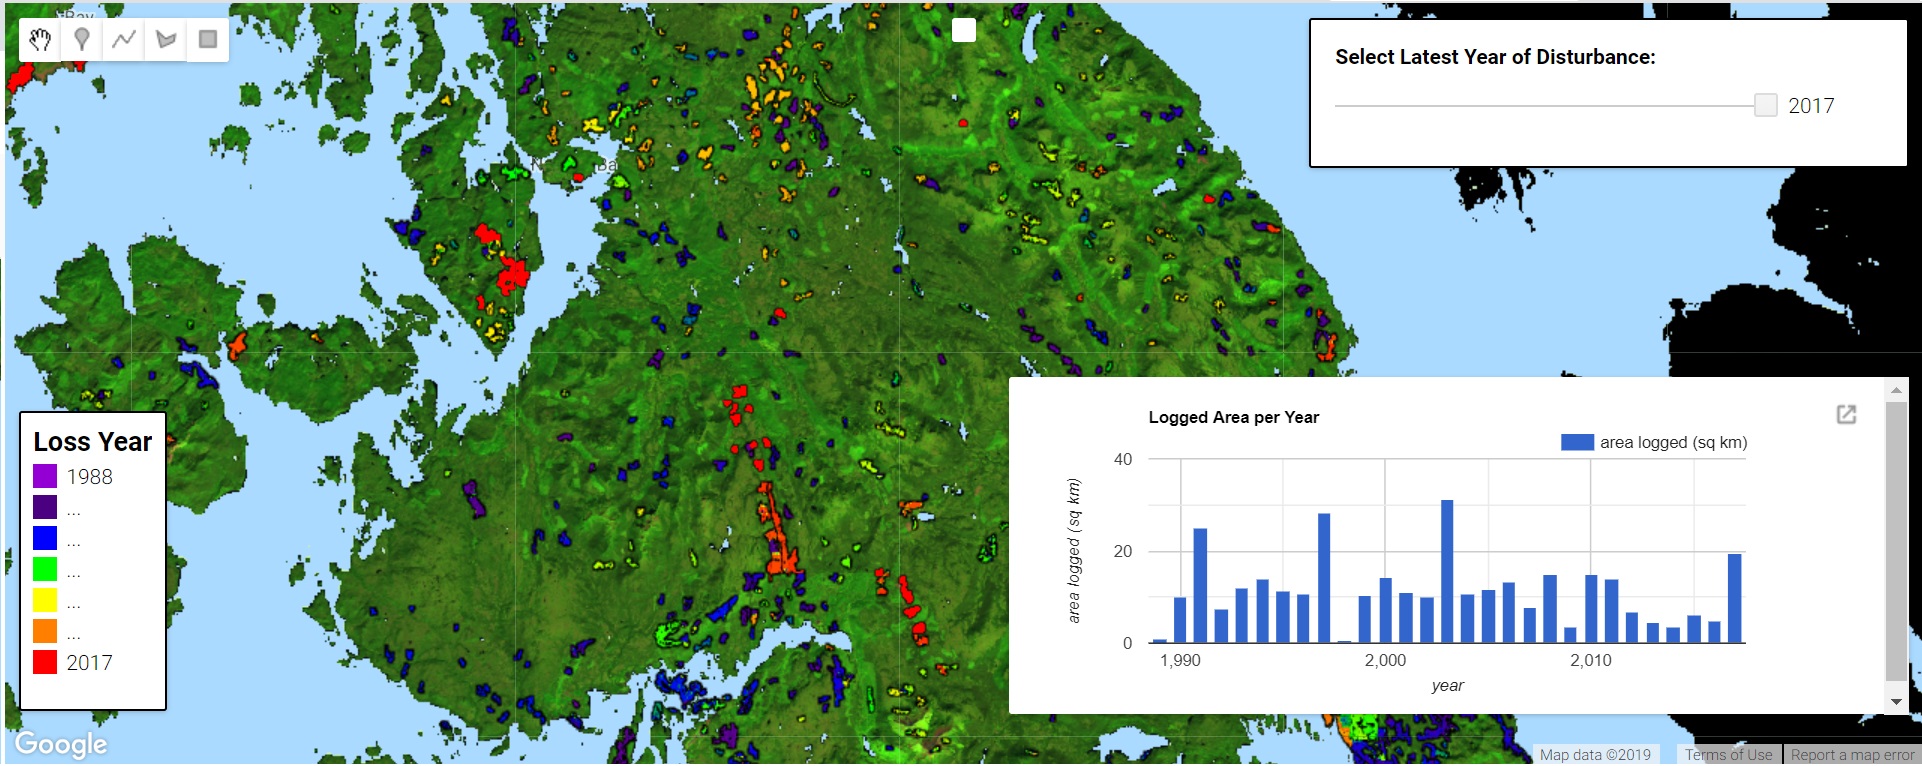 Bay
Select Latest Year of Disturbance:
2017
N
Ba
Loss Year
1988
...
...
...
...
...
2017
Logged Area per Year
area logged (sq km)
40
20
0
area logged (sq km)
1,990
2,000
2,010
year
Google
Map data ©2019
Terms of Use
Report a map error